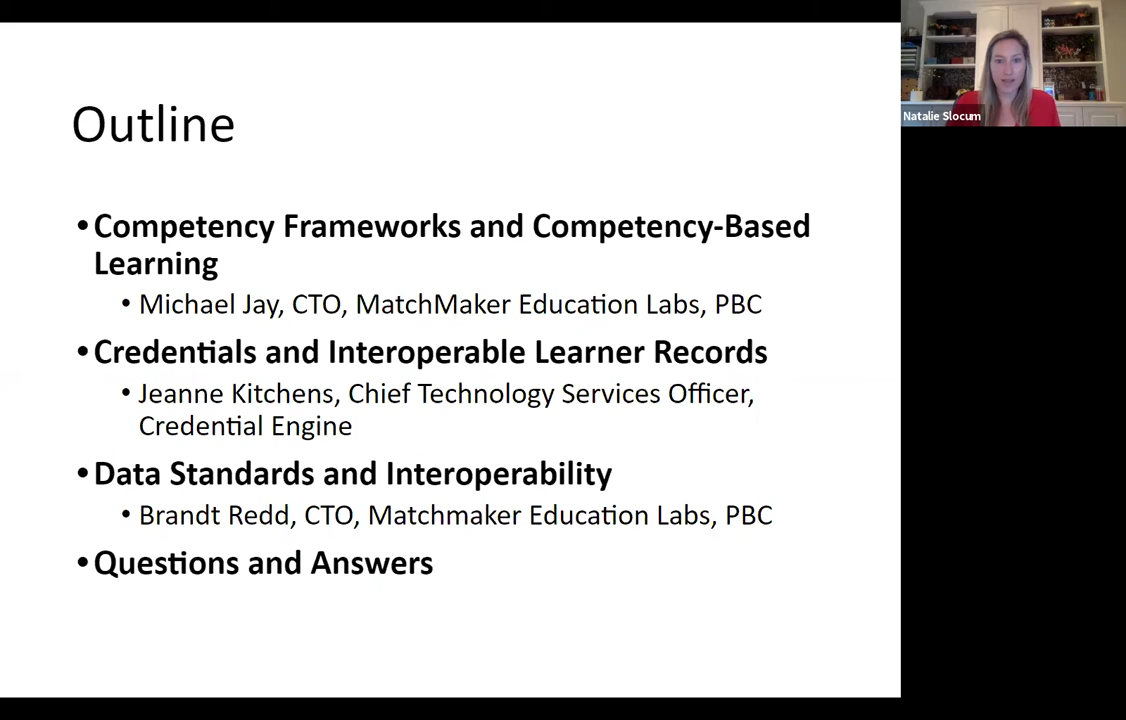 Outline
•Competency Frameworks and Competency-Based
Learning
• Michael Jay, CTO, MatchMaker Education Labs, PBC
•Credentials and Interoperable Learner Records
• Jeanne Kitchens, Chief Technology Services Officer,
Credential Engine
•Data Standards and Interoperability
• Brandt Redd, CTO, Matchmaker Education Labs, PBC
•Questions and Answers
Natalie Slocum